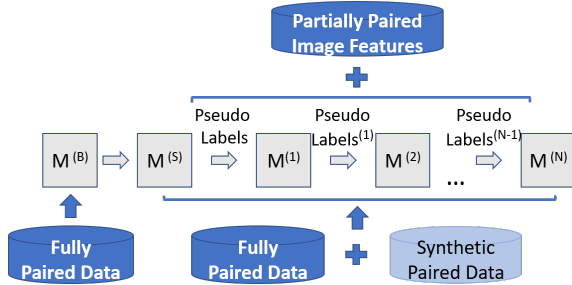 Partially Paired
Image Features
Pseudo
Labels
Pseudo
Labels(1)
Pseudo
Labels(N-1)
M(B)
M(S)
M(1)
M(2)
...
M(N)
Fully
Paired Data
Fully
Paired Data
Synthetic
Paired Data